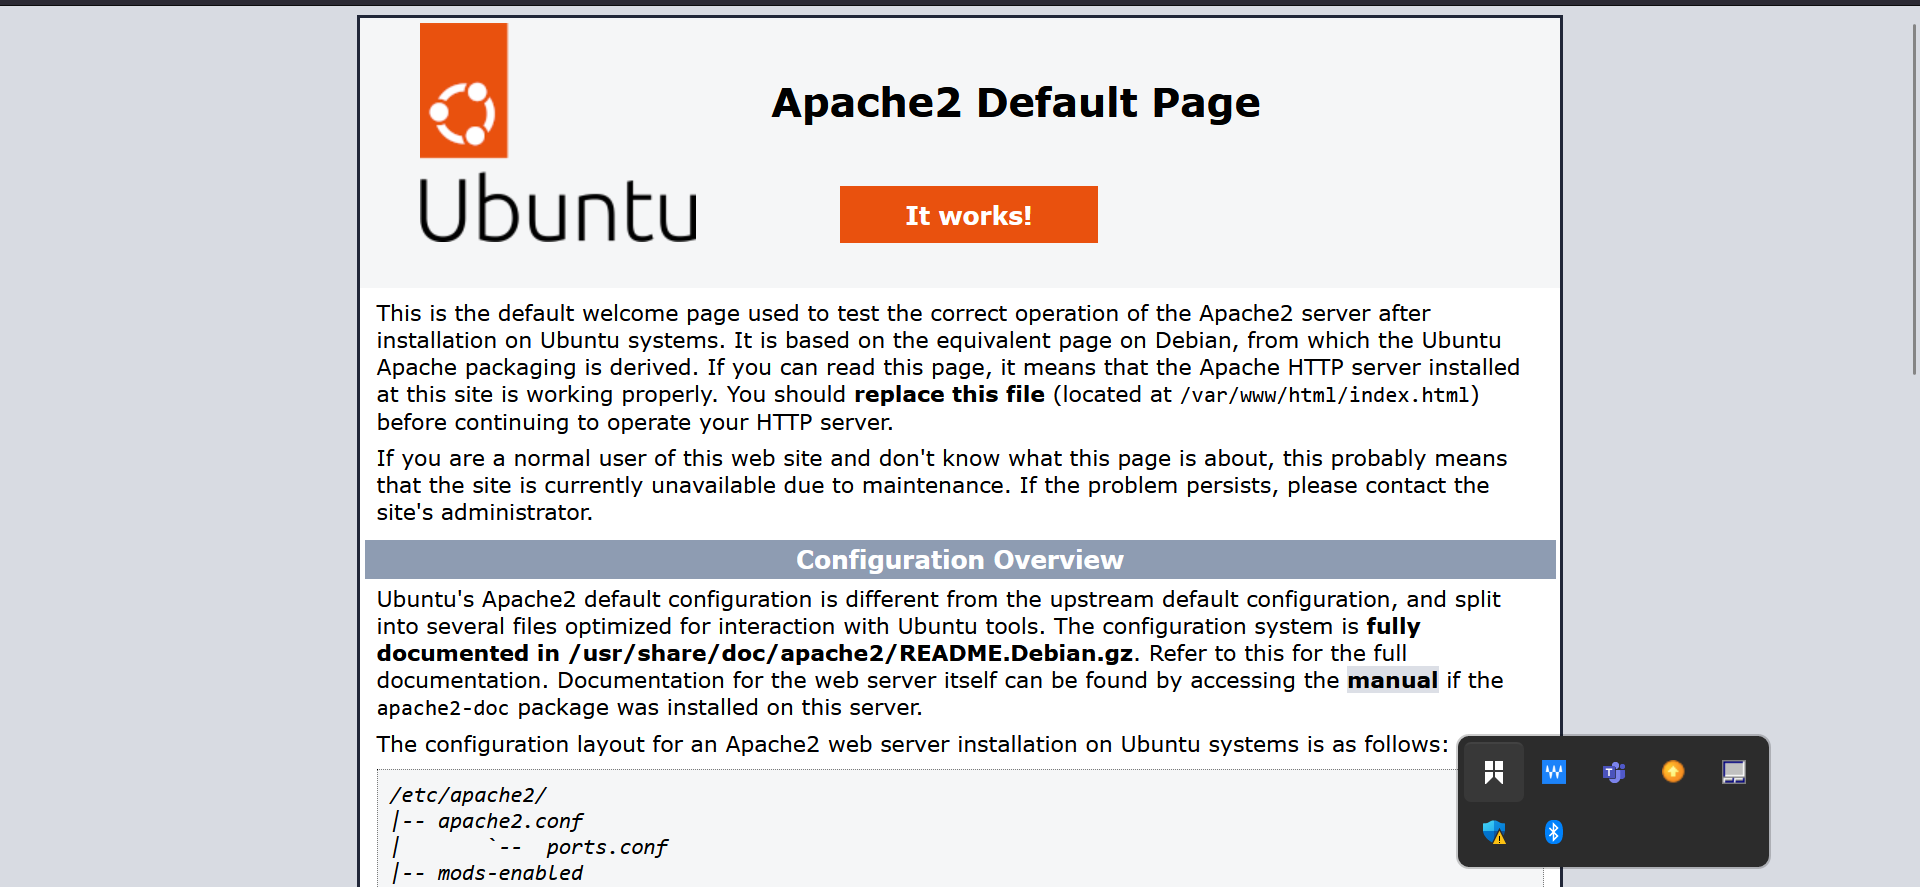 Ubuntu
Apache2 Default Page
It works!
This is the default welcome page used to test the correct operation of the Apache2 server after
installation on Ubuntu systems. It is based on the equivalent page on Debian, from which the Ubuntu
Apache packaging is derived. If you can read this page, it means that the Apache HTTP server installed
at this site is working properly. You should replace this file (located at /var/www/html/index.html)
before continuing to operate your HTTP server.
If you are a normal user of this web site and don't know what this page is about, this probably means
that the site is currently unavailable due to maintenance. If the problem persists, please contact the
site's administrator.
Configuration Overview
Ubuntu's Apache2 default configuration is different from the upstream default configuration, and split
into several files optimized for interaction with Ubuntu tools. The configuration system is fully
documented in /usr/share/doc/apache2/README.Debian.gz. Refer to this for the full
documentation. Documentation for the web server itself can be found by accessing the manual if the
apache2-doc package was installed on this server.
The configuration layout for an Apache2 web server installation on Ubuntu systems is as follows:
/etc/apache2/
|-- apache2.conf
|       `--  ports.conf
|-- mods-enabled